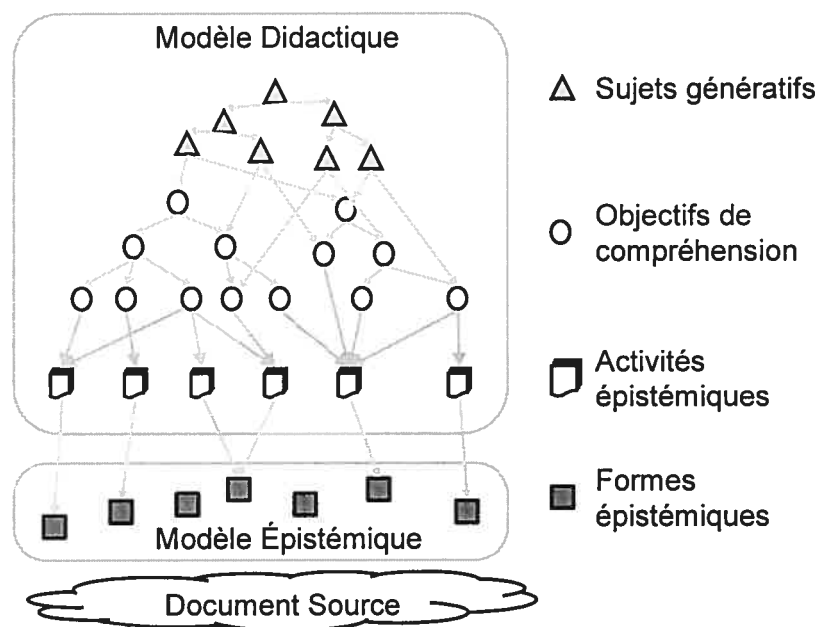 Modèle Didactique
Sujets génératifs
Objectifs de
compréhension
Activités
épistémiques
Formes
épistémiques
Modèle Épistémique
Document Source